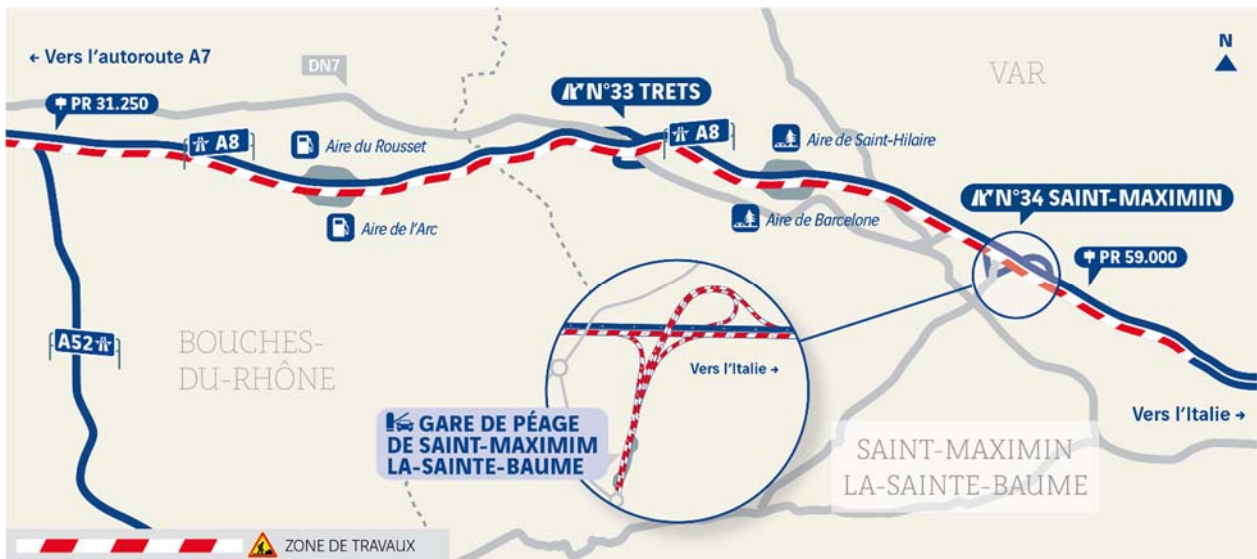 ← Vers l'autoroute A7
DN7
N
VAR
PR 31.250
N°33 TRETS
A8
Aire du Rousset
A8
Aire de Saint-Hilaire
Aire de l'Arc
Aire de Barcelone
N°34 SAINT-MAXIMIN
PR 59.000
A52
BOUCHES-
DU-RHÔNE
Vers l'Italie →
GARE DE PÉAGE
DE SAINT-MAXIMIM
LA-SAINTE-BAUME
Vers l'Italie →
SAINT-MAXIMIN
LA-SAINTE-BAUME
ZONE DE TRAVAUX